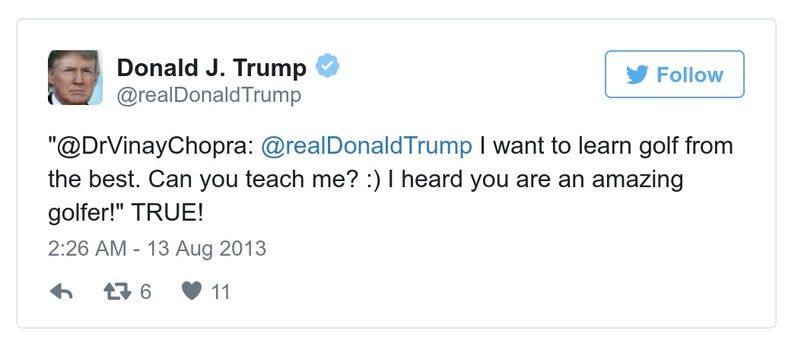 Donald J. Trump
Follow
@realDonaldTrump
"@DrVinayChopra: @realDonaldTrump I want to learn golf from
the best. Can you teach me? :) I heard you are an amazing
golfer!" TRUE!
2:26 AM - 13 Aug 2013
6 11